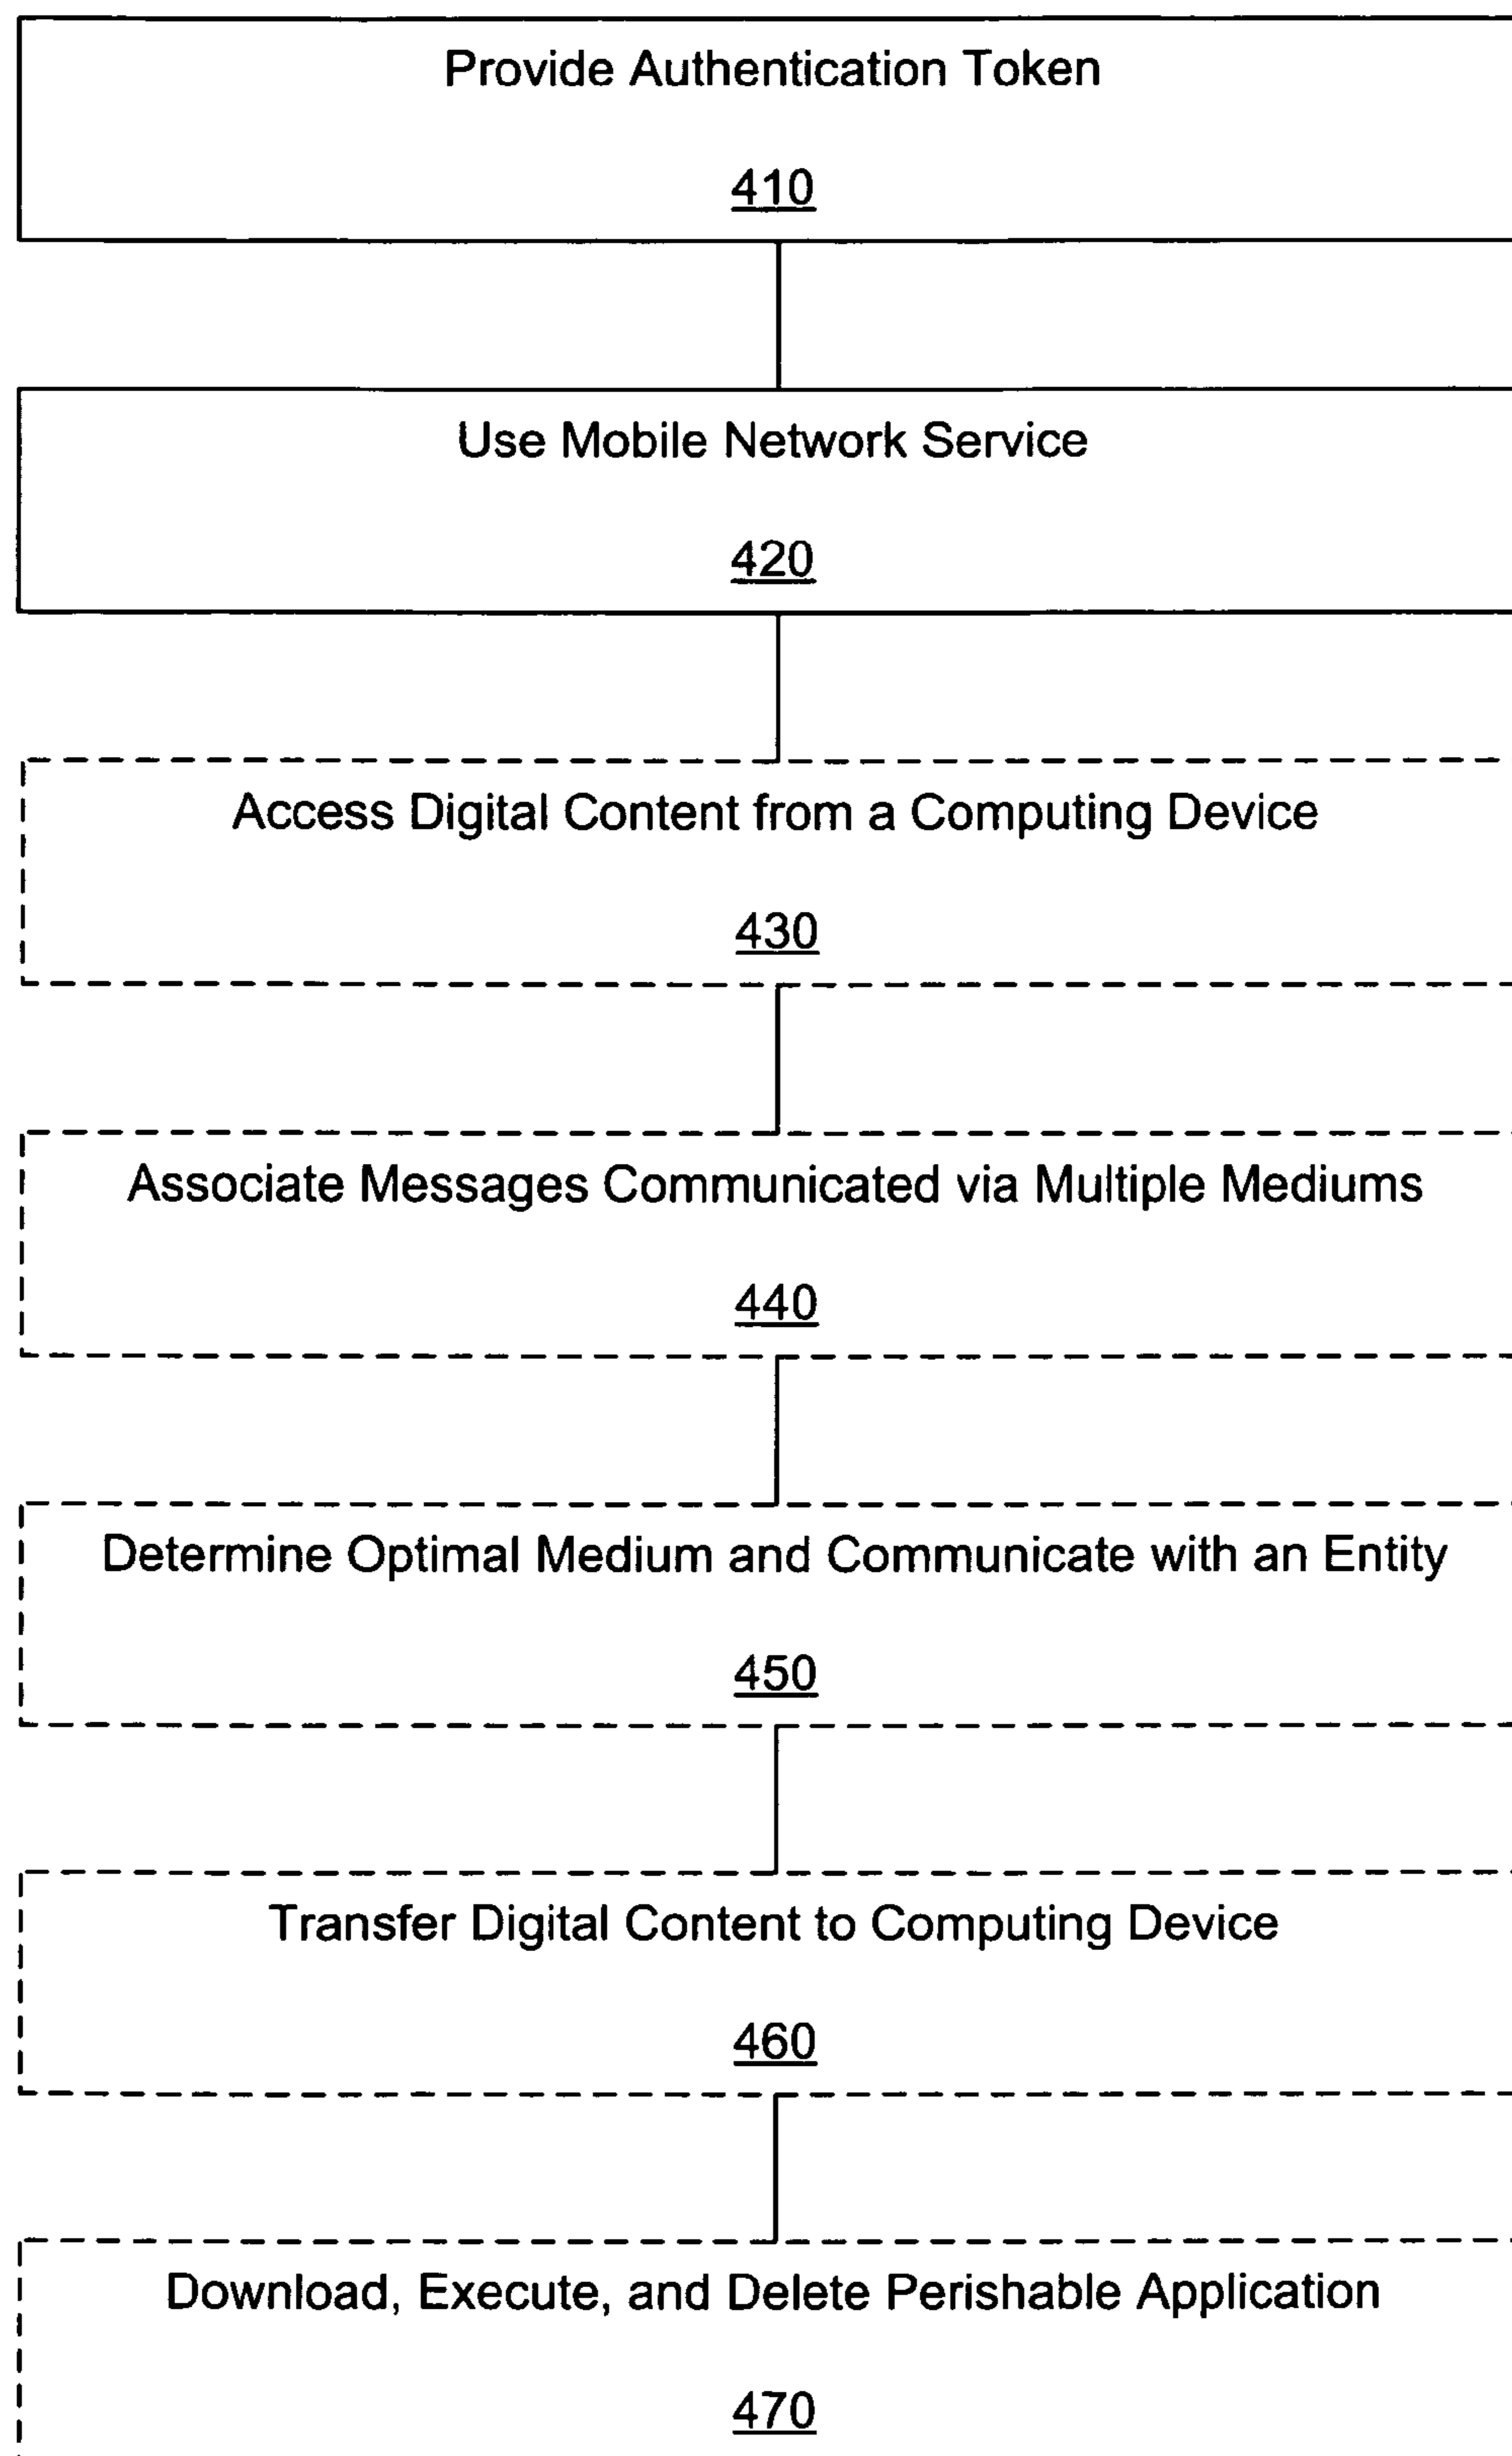 Provide Authentication Token
410
Use Mobile Network Service
420
Access Digital Content from a Computing Device
430
Associate Messages Communicated via Multiple Mediums
440
Determine Optimal Medium and Communicate with an Entity
450
Transfer Digital Content to Computing Device
460
Download, Execute, and Delete Perishable Application
470